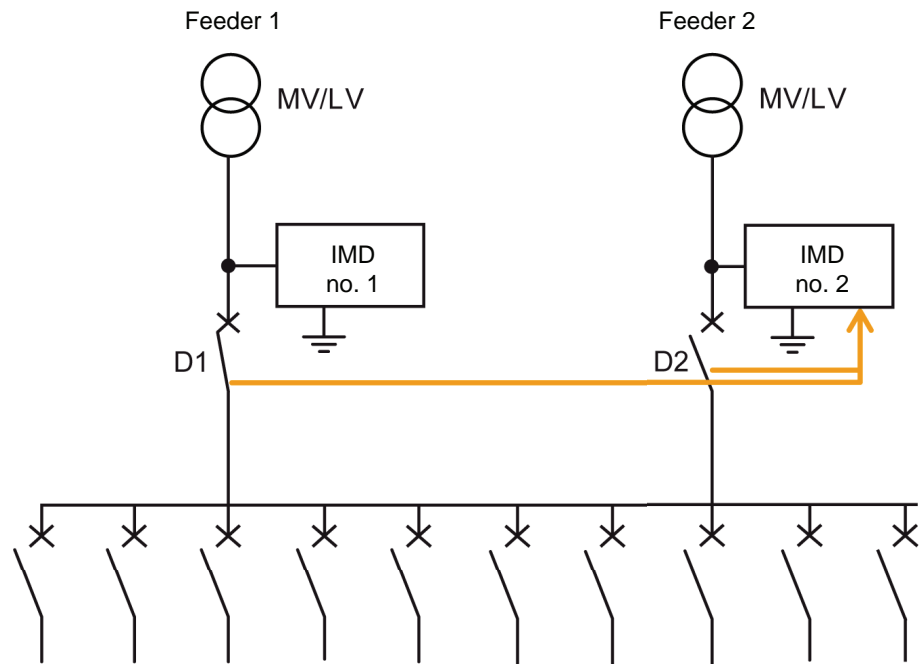 Feeder 1
Feeder 2
MV/LV
MV/LV
IMD
no. 1
IMD
no. 2
D1
D2